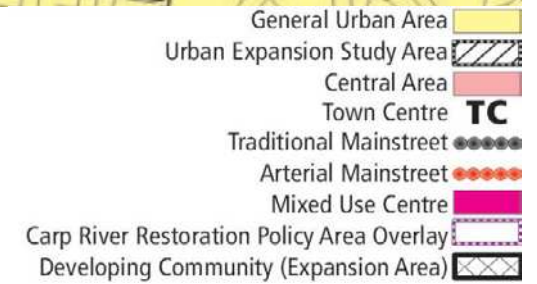 General Urban Area
Urban Expansion Study Area
Central Area
Town Centre TC
Traditional Mainstreet
Arterial Mainstreet
Mixed Use Centre
Carp River Restoration Policy Area Overlay
Developing Community (Expansion Area)